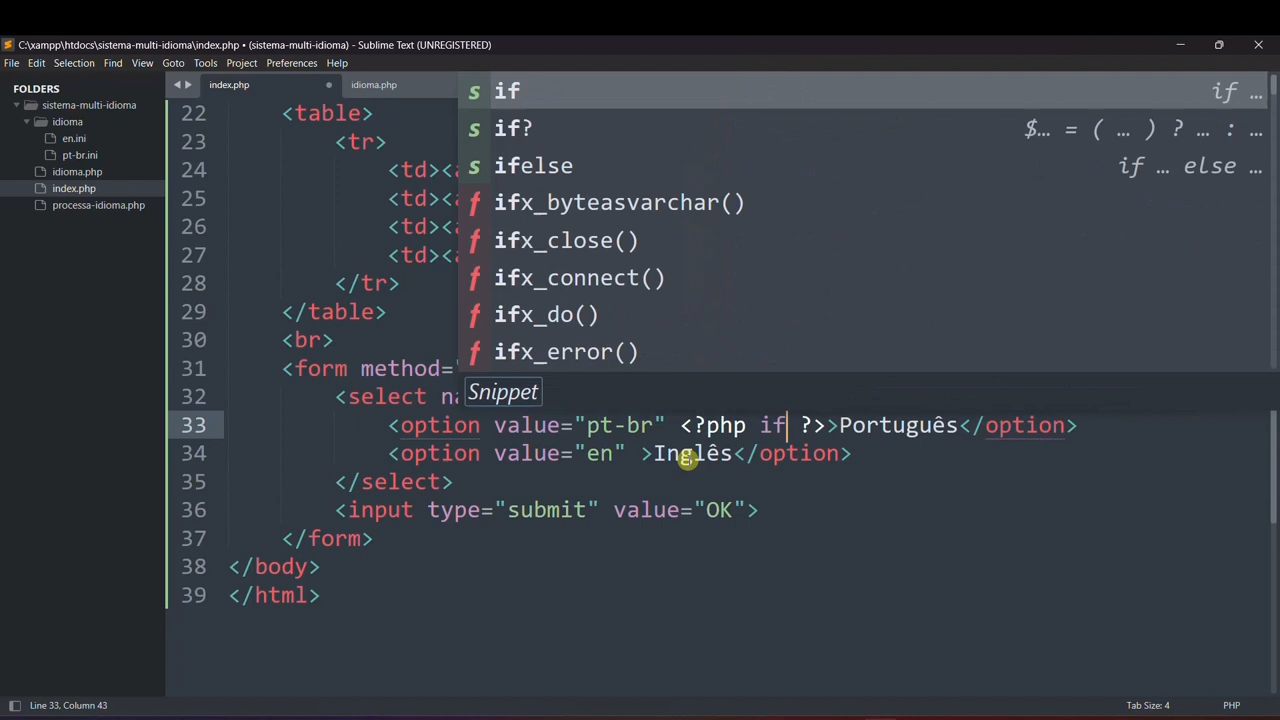 C:\xampp\htdocs\sistema-multi-idioma\index.php • (sistema-multi-idioma) - Sublime Text (UNREGISTERED)
File Edit Selection Find View Goto Tools Project Preferences Help
FOLDERS
sistema-multi-idioma
idioma
en.ini
pt-br.ini
idioma.php
index.php
processa-idioma.php
index.php idioma.php
22 <table>
23 <tr>
24 <td><a
25 <td><a
26 <td><a
27 <td><a
28 </tr>
29 </table>
30 <br>
31 <form method="
32 <select na
33 <option value="pt-br" <?php if ?>>Português</option>
34 <option value="en" >Inglês</option>
35 </select>
36 <input type="submit" value="OK">
37 </form>
38 </body>
39 </html>
s if if …
s if? $… = ( … ) ? … : …
s ifelse if … else …
f ifx_byteasvarchar()
f ifx_close()
f ifx_connect()
f ifx_do()
f ifx_error()
Snippet
Line 33, Column 43 Tab Size: 4 PHP